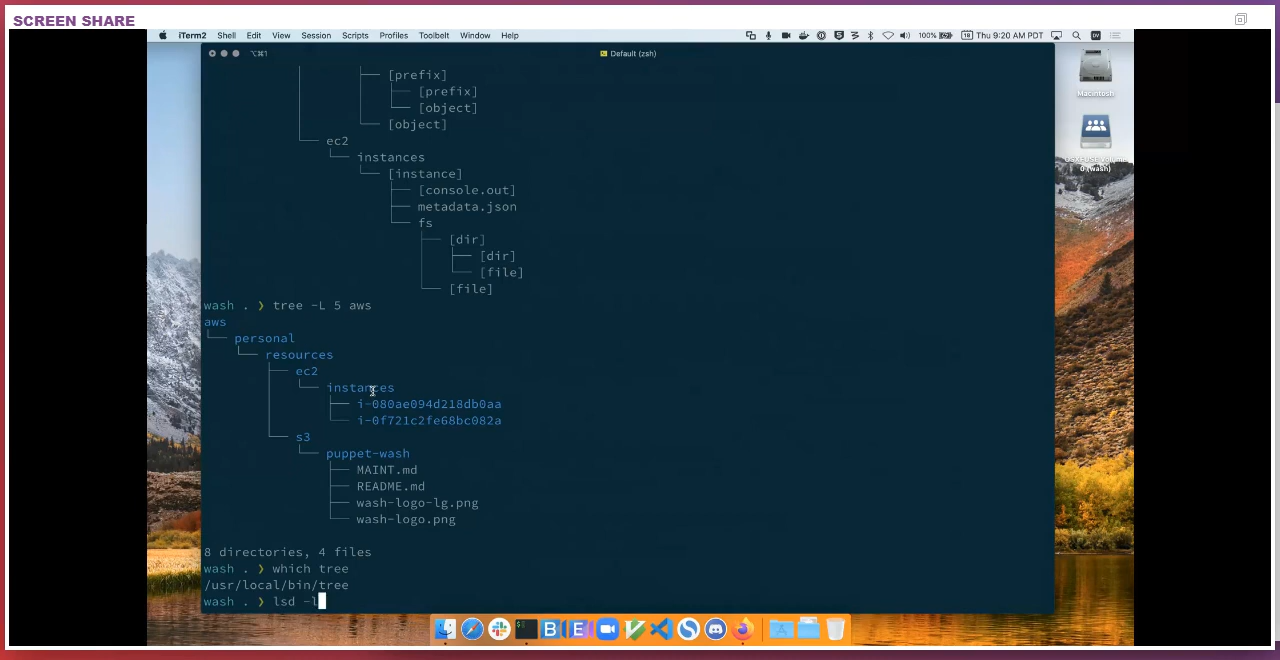 SCREEN SHARE
iTerm2 Shell Edit View Session Scripts Profiles Toolbelt Window Help
100% 18 Thu 9:20 AM PDT
⌥⌘1 Default (zsh)
Macintosh
0 (wash)
├── [prefix]
│ ├── [prefix]
│ └── [object]
└── [object]
└── ec2
└── instances
└── [instance]
├── [console.out]
├── metadata.json
└── fs
├── [dir]
│ ├── [dir]
│ └── [file]
└── [file]
wash . ❯ tree -L 5 aws
aws
└── personal
└── resources
├── ec2
│ └── instances
│ ├── i-080ae094d218db0aa
│ └── i-0f721c2fe68bc082a
└── s3
└── puppet-wash
├── MAINT.md
├── README.md
├── wash-logo-lg.png
└── wash-logo.png
8 directories, 4 files
wash . ❯ which tree
/usr/local/bin/tree
wash . ❯ lsd -l